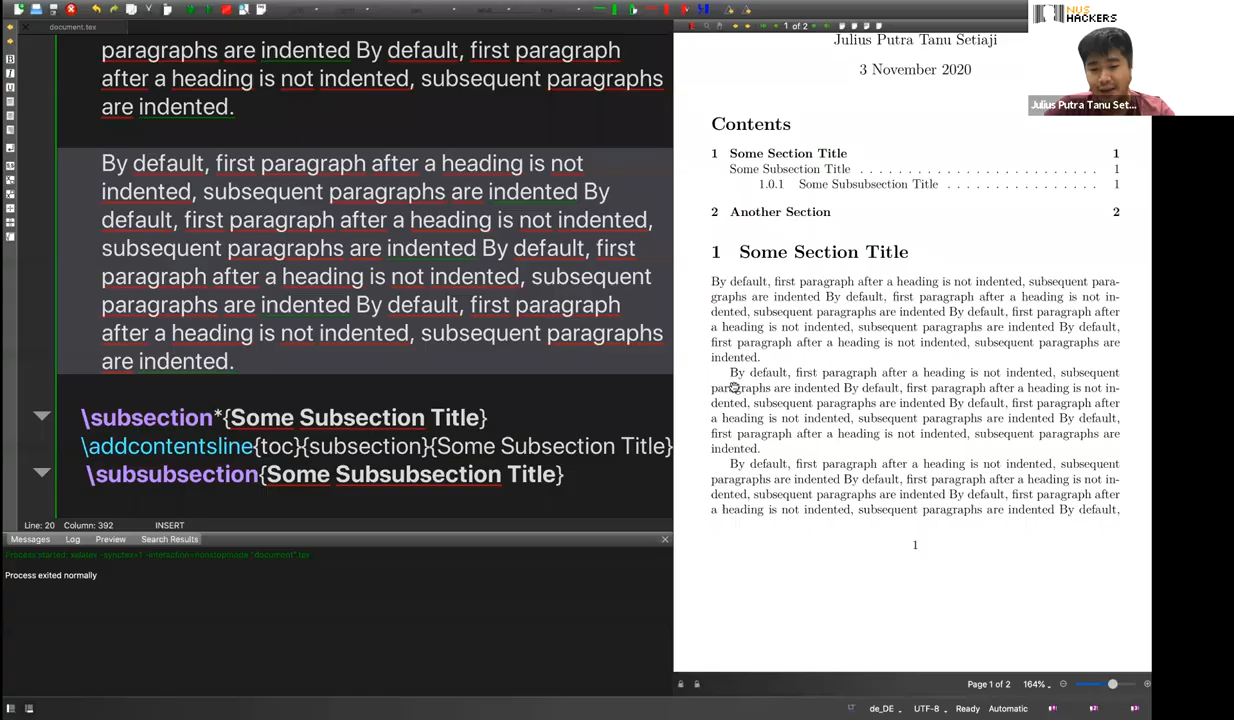 document.tex
paragraphs are indented By default, first paragraph
after a heading is not indented, subsequent paragraphs
are indented.
By default, first paragraph after a heading is not
indented, subsequent paragraphs are indented By
default, first paragraph after a heading is not indented,
subsequent paragraphs are indented By default, first
paragraph after a heading is not indented, subsequent
paragraphs are indented By default, first paragraph
after a heading is not indented, subsequent paragraphs
are indented.
\subsection*{Some Subsection Title}
\addcontentsline{toc}{subsection}{Some Subsection Title}
\subsubsection{Some Subsubsection Title}
Line: 20 Column: 392 INSERT
Messages Log Preview Search Results
Process started: xelatex -synctex=1 -interaction=nonstopmode "document".tex
Process exited normally
1 of 2
Julius Putra Tanu Setiaji
3 November 2020
Contents
1 Some Section Title 1
Some Subsection Title . . . . . . . . . . . . . . . . . . . . . . . . . 1
1.0.1 Some Subsubsection Title . . . . . . . . . . . . . . . . 1
2 Another Section 2
1 Some Section Title
By default, first paragraph after a heading is not indented, subsequent para-
graphs are indented By default, first paragraph after a heading is not in-
dented, subsequent paragraphs are indented By default, first paragraph after
a heading is not indented, subsequent paragraphs are indented By default,
first paragraph after a heading is not indented, subsequent paragraphs are
indented.
By default, first paragraph after a heading is not indented, subsequent
paragraphs are indented By default, first paragraph after a heading is not in-
dented, subsequent paragraphs are indented By default, first paragraph after
a heading is not indented, subsequent paragraphs are indented By default,
first paragraph after a heading is not indented, subsequent paragraphs are
indented.
By default, first paragraph after a heading is not indented, subsequent
paragraphs are indented By default, first paragraph after a heading is not in-
dented, subsequent paragraphs are indented By default, first paragraph after
a heading is not indented, subsequent paragraphs are indented By default,
1
Page 1 of 2 164%
de_DE UTF-8 Ready Automatic
NUS
HACKERS
Julius Putra Tanu Set...